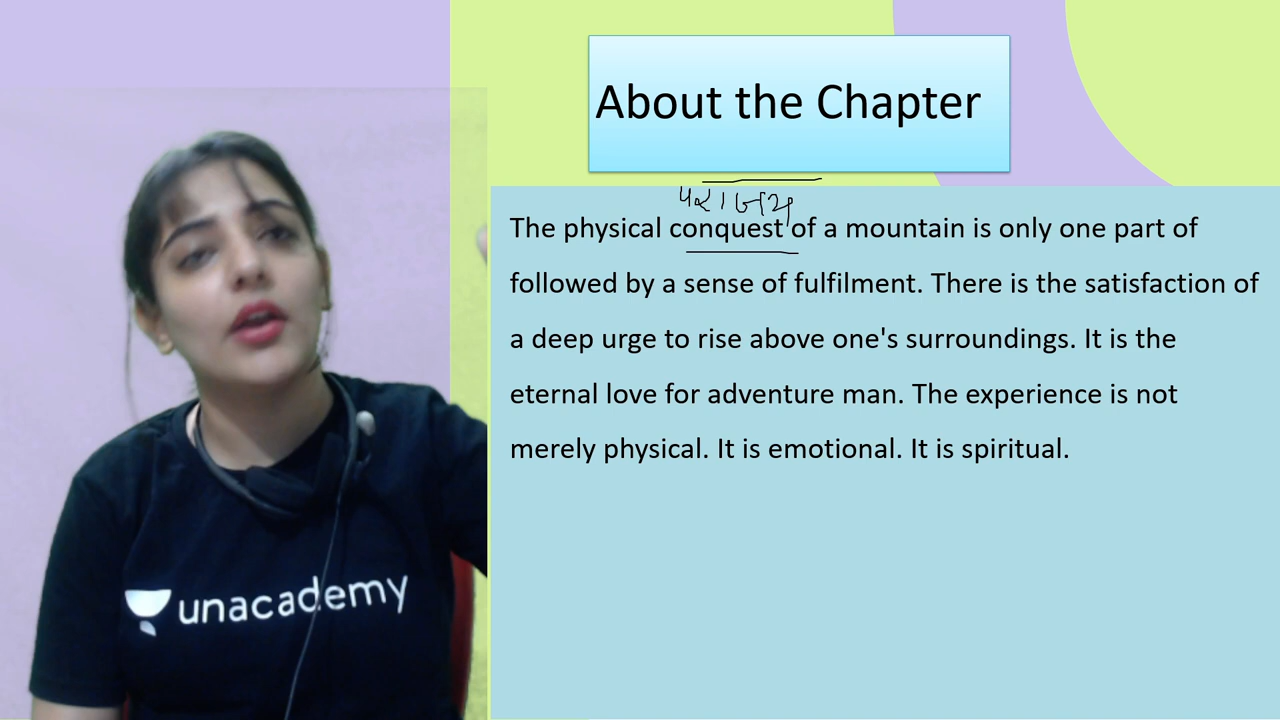 About the Chapter
The physical conquest of a mountain is only one part of
followed by a sense of fulfilment. There is the satisfaction of
a deep urge to rise above one's surroundings. It is the
eternal love for adventure man. The experience is not
merely physical. It is emotional. It is spiritual.
unacademy